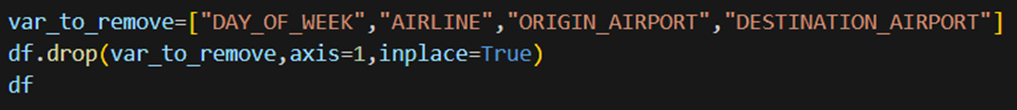 var_to_remove=["DAY_OF_WEEK","AIRLINE","ORIGIN_AIRPORT","DESTINATION_AIRPORT"]
df.drop(var_to_remove,axis=1,inplace=True)
df